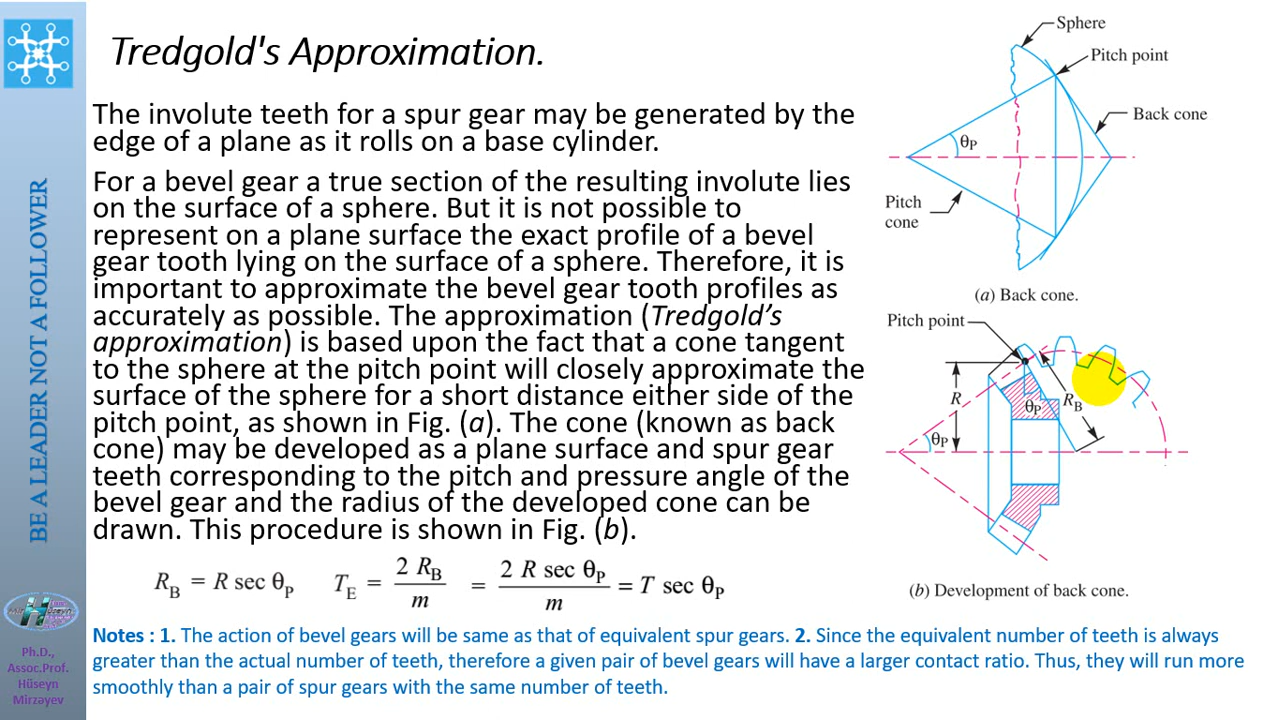 Tredgold's Approximation.
The involute teeth for a spur gear may be generated by the
edge of a plane as it rolls on a base cylinder.
For a bevel gear a true section of the resulting involute lies
on the surface of a sphere. But it is not possible to
represent on a plane surface the exact profile of a bevel
gear tooth lying on the surface of a sphere. Therefore, it is
important to approximate the bevel gear tooth profiles as
accurately as possible. The approximation (Tredgold’s
approximation) is based upon the fact that a cone tangent
to the sphere at the pitch point will closely approximate the
surface of the sphere for a short distance either side of the
pitch point, as shown in Fig. (a). The cone (known as back
cone) may be developed as a plane surface and spur gear
teeth corresponding to the pitch and pressure angle of the
bevel gear and the radius of the developed cone can be
drawn. This procedure is shown in Fig. (b).
R_B = R sec θ_P T_E = 2 R_B / m = 2 R sec θ_P / m = T sec θ_P
Notes : 1. The action of bevel gears will be same as that of equivalent spur gears. 2. Since the equivalent number of teeth is always
greater than the actual number of teeth, therefore a given pair of bevel gears will have a larger contact ratio. Thus, they will run more
smoothly than a pair of spur gears with the same number of teeth.
Sphere
Pitch point
Back cone
θ_P
Pitch
cone
(a) Back cone.
Pitch point
R
R_B
θ_P
θ_P
(b) Development of back cone.
BE A LEADER NOT A FOLLOWER
Ph.D.,
Assoc.Prof.
Hüseyn
Mirzəyev